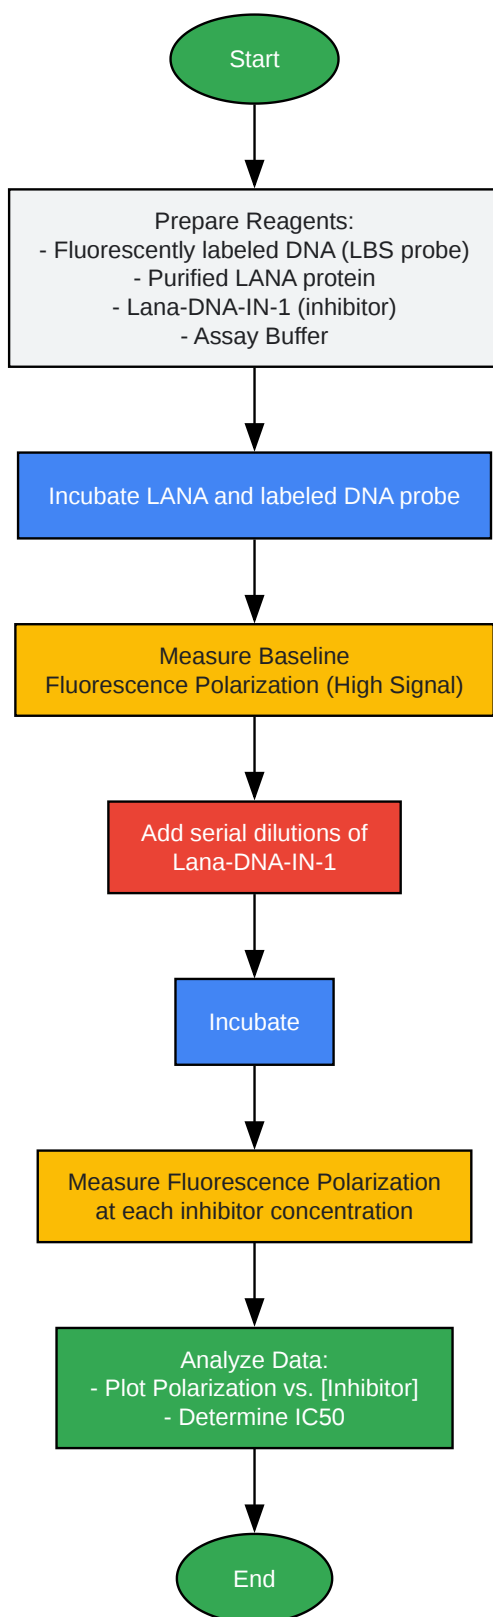 Start
Prepare Reagents:
- Fluorescently labeled DNA (LBS probe)
- Purified LANA protein
- Lana-DNA-IN-1 (inhibitor)
- Assay Buffer
Incubate LANA and labeled DNA probe
Measure Baseline
Fluorescence Polarization (High Signal)
Add serial dilutions of
Lana-DNA-IN-1
Incubate
Measure Fluorescence Polarization
at each inhibitor concentration
Analyze Data:
- Plot Polarization vs. [Inhibitor]
- Determine IC50
End